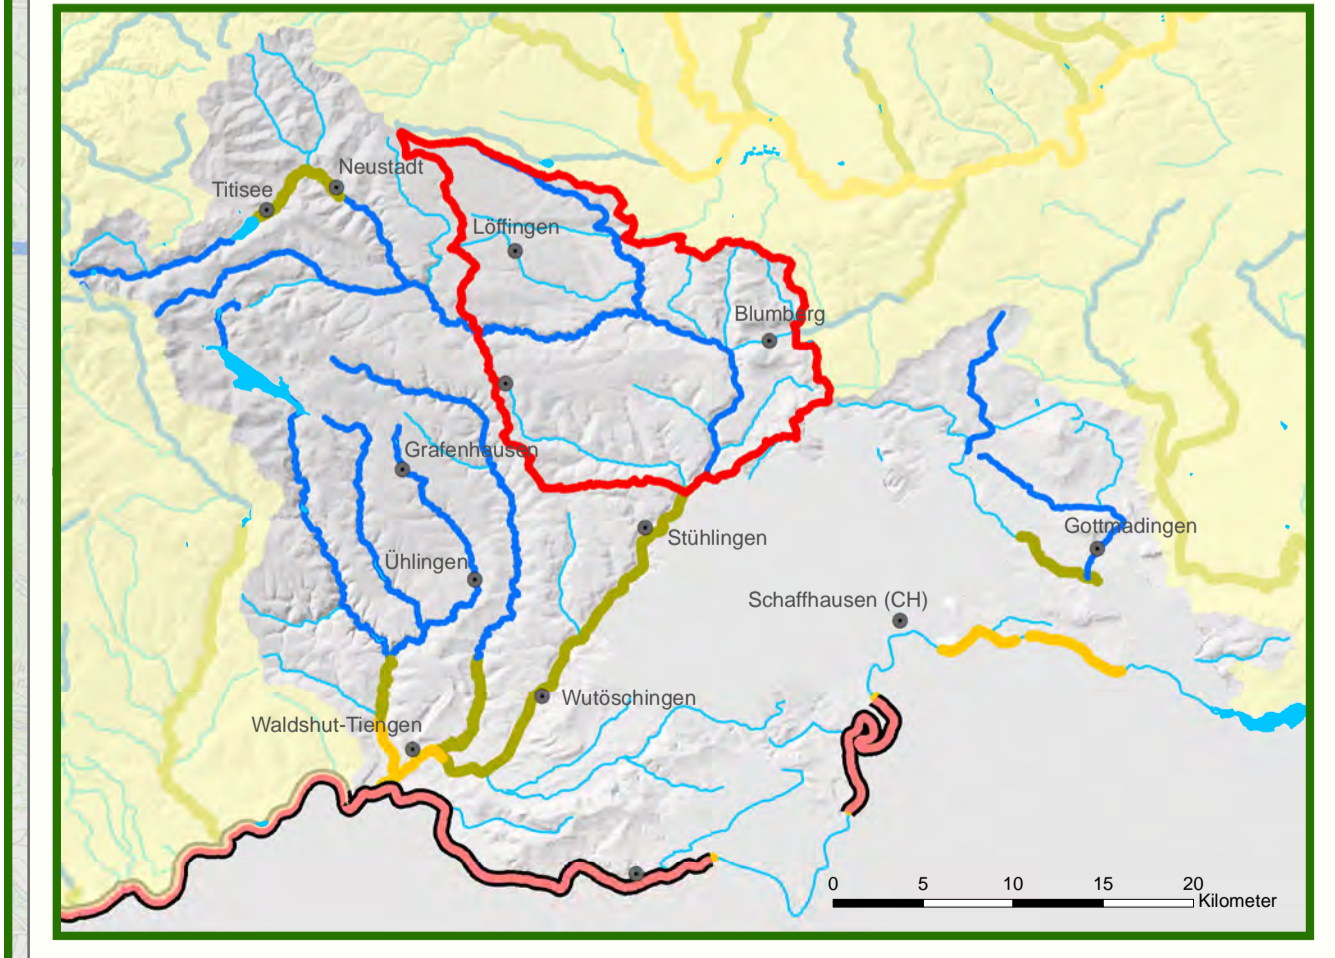 Neustadt
Titisee
Löffingen
Blumberg
Grafenhausen
Gottmadingen
Stühlingen
Ühlingen
Schaffhausen (CH)
Wutöschingen
Waldshut-Tiengen
0 5 10 15 20
Kilometer